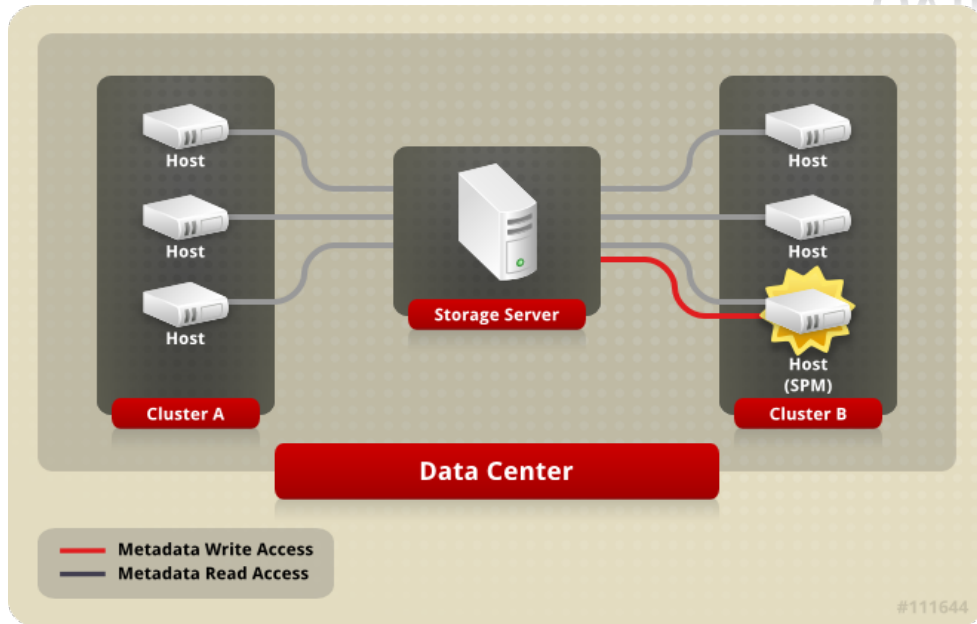 Host
Host
Host
Cluster A
Storage Server
Host
Host
Host
(SPM)
Cluster B
Data Center
Metadata Write Access
Metadata Read Access
#111644